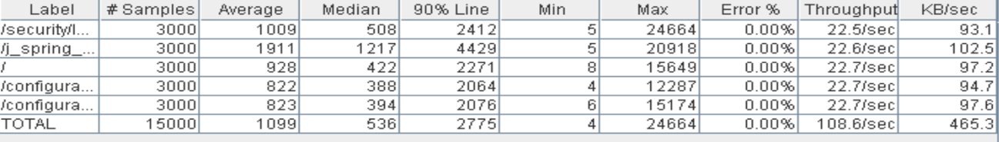 Label # Samples Average Median 90% Line Min Max Error % Throughput KB/sec
/security/l... 3000 1009 508 2412 5 24664 0.00% 22.5/sec 93.1
/j_spring_... 3000 1911 1217 4429 5 20918 0.00% 22.6/sec 102.5
/ 3000 928 422 2271 8 15649 0.00% 22.7/sec 97.2
/configura... 3000 822 388 2064 4 12287 0.00% 22.7/sec 94.7
/configura... 3000 823 394 2076 6 15174 0.00% 22.7/sec 97.6
TOTAL 15000 1099 536 2775 4 24664 0.00% 108.6/sec 465.3